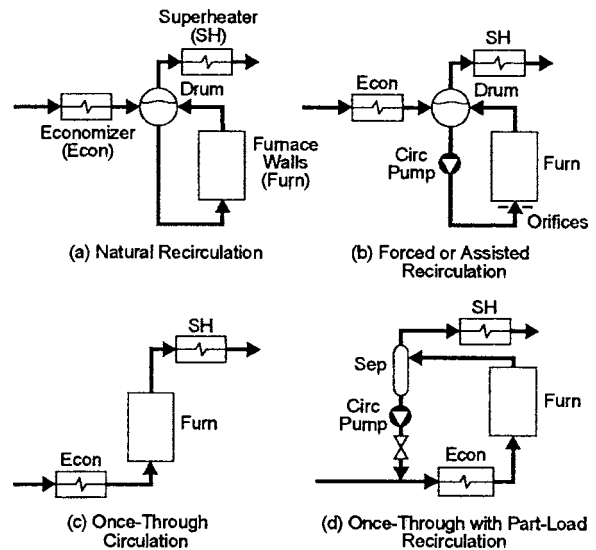 Superheater
(SH)
Drum
Economizer
(Econ)
Furnace
Walls
(Furn)
(a) Natural Recirculation
SH
Econ
Drum
Circ
Pump
Furn
Orifices
(b) Forced or Assisted
Recirculation
SH
Furn
Econ
(c) Once-Through
Circulation
SH
Sep
Circ
Pump
Furn
Econ
(d) Once-Through with Part-Load
Recirculation